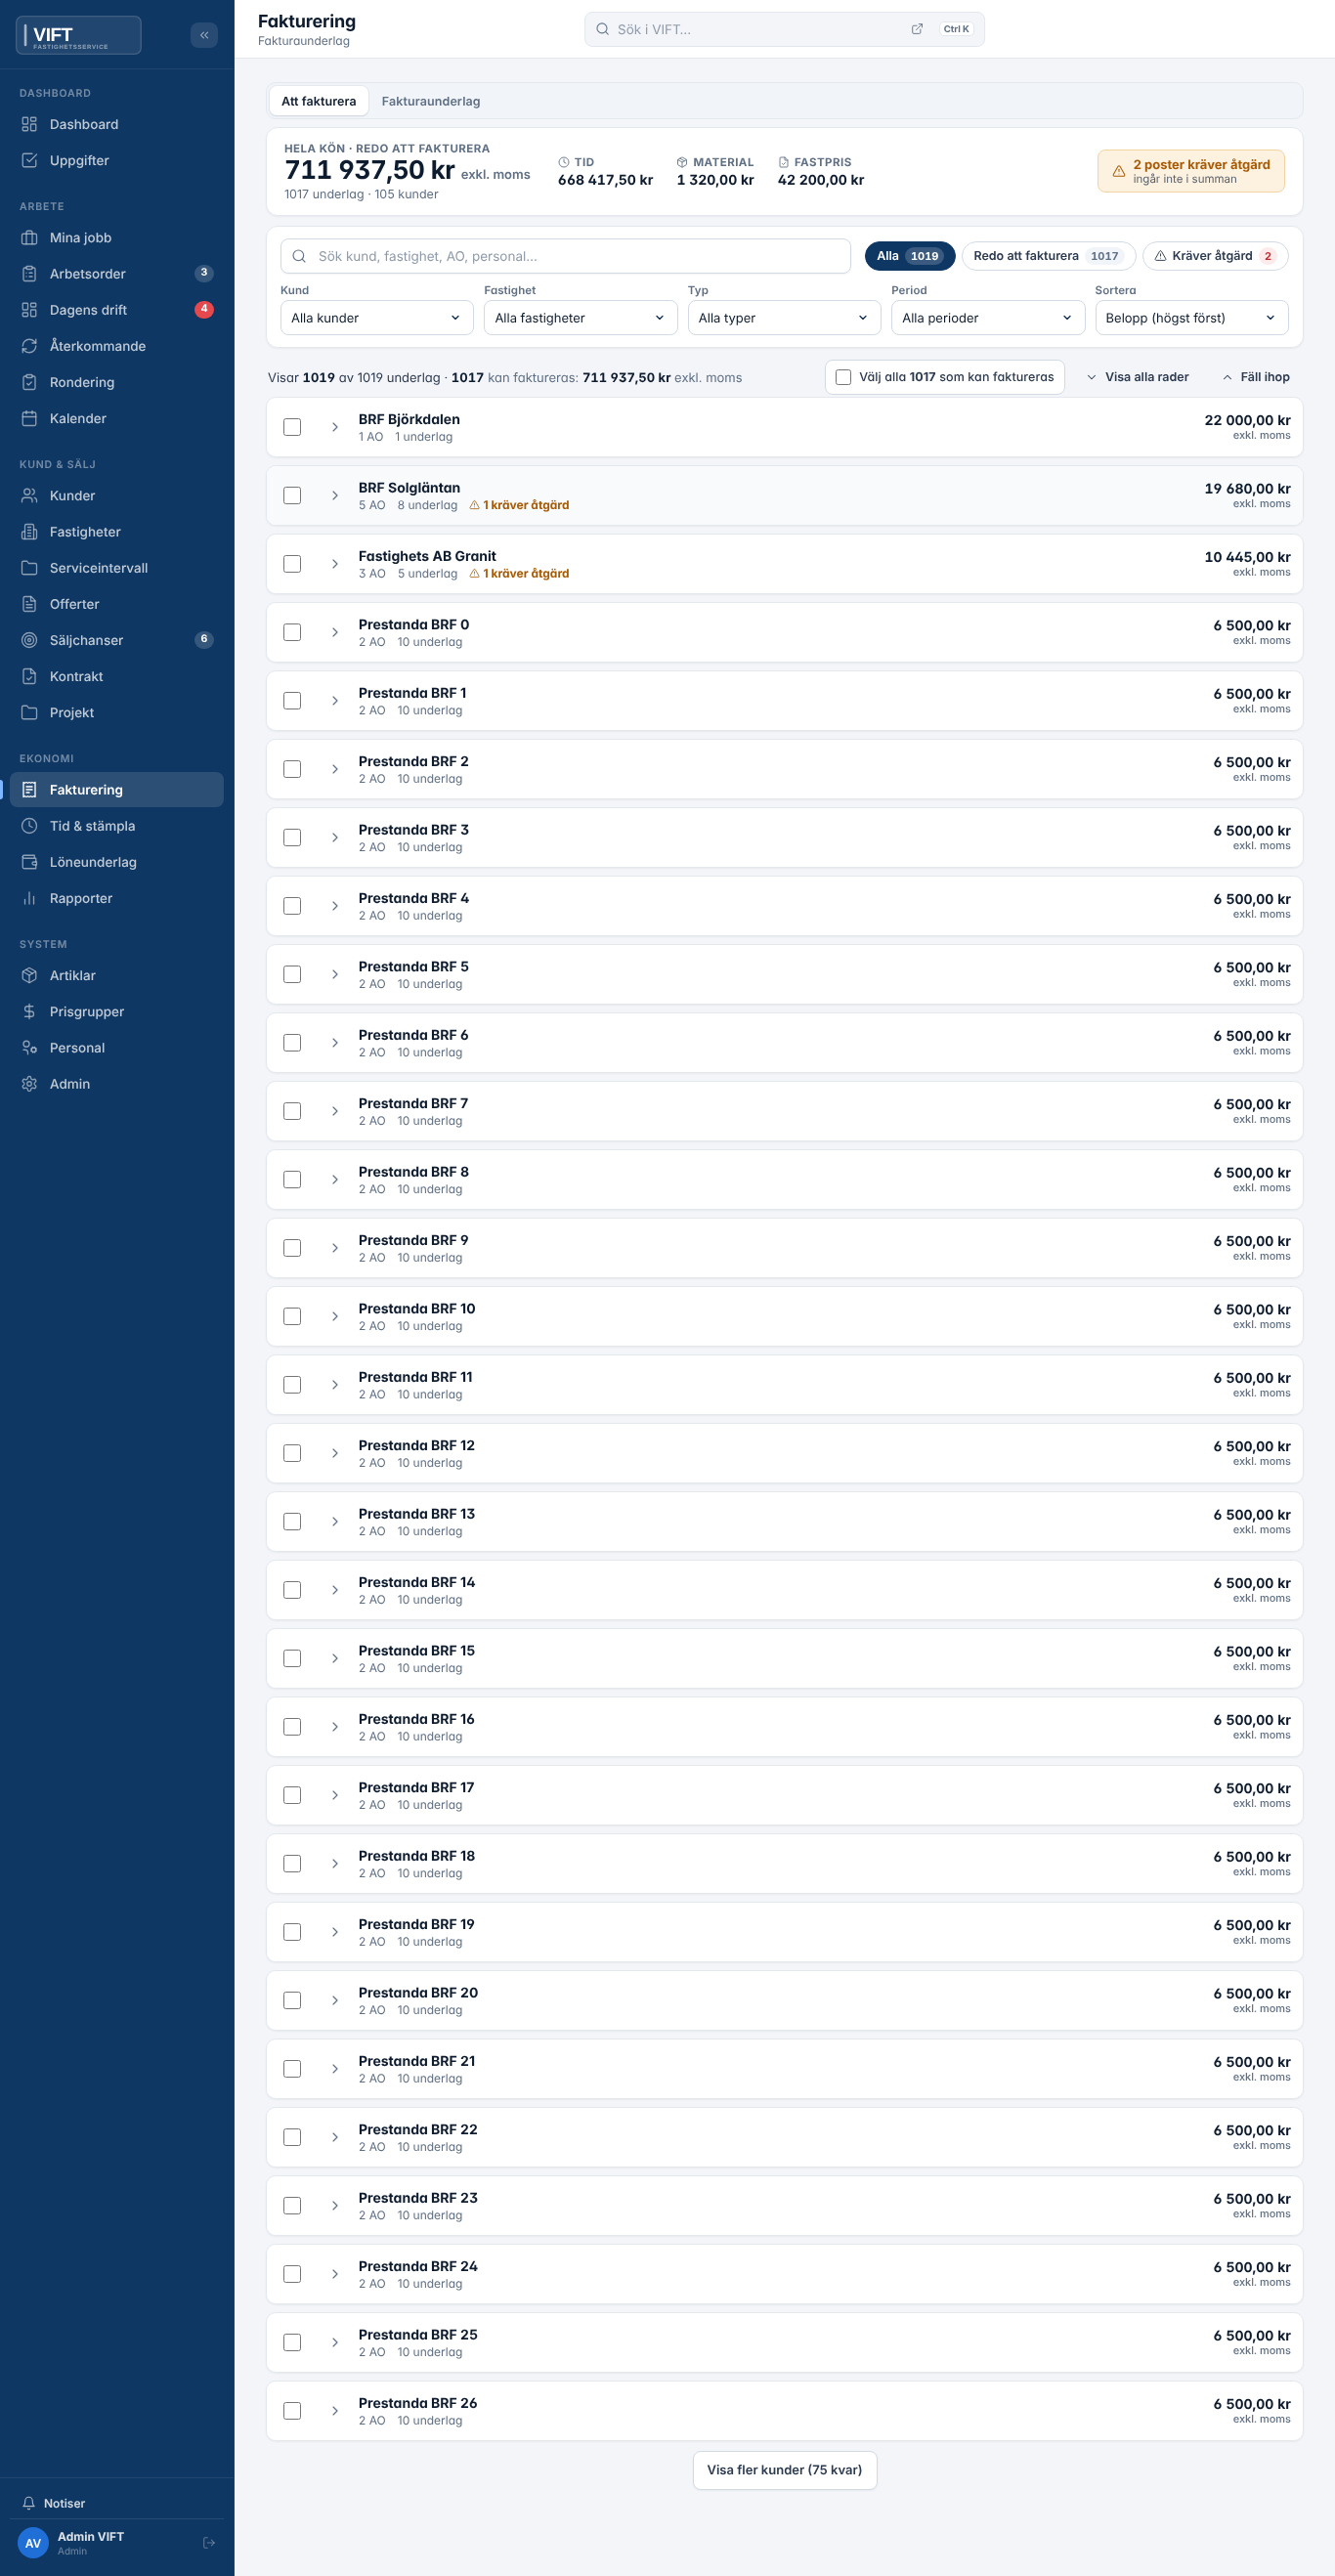 VIFT
FASTIGHETSSERVICE
DASHBOARD
Dashboard
Uppgifter
ARBETE
Mina jobb
Arbetsorder 3
Dagens drift 4
Återkommande
Rondering
Kalender
KUND & SÄLJ
Kunder
Fastigheter
Serviceintervall
Offerter
Säljchanser 6
Kontrakt
Projekt
EKONOMI
Fakturering
Tid & stämpla
Löneunderlag
Rapporter
SYSTEM
Artiklar
Prisgrupper
Personal
Admin
Notiser
AV Admin VIFT
Admin
Fakturering
Fakturaunderlag
Sök i VIFT... Ctrl K
Att fakturera Fakturaunderlag
HELA KÖN · REDO ATT FAKTURERA
711 937,50 kr exkl. moms
1017 underlag · 105 kunder
TID
668 417,50 kr
MATERIAL
1 320,00 kr
FASTPRIS
42 200,00 kr
2 poster kräver åtgärd
ingår inte i summan
Sök kund, fastighet, AO, personal...
Alla 1019 Redo att fakturera 1017 Kräver åtgärd 2
Kund Fastighet Typ Period Sortera
Alla kunder Alla fastigheter Alla typer Alla perioder Belopp (högst först)
Visar 1019 av 1019 underlag · 1017 kan faktureras: 711 937,50 kr exkl. moms
Välj alla 1017 som kan faktureras Visa alla rader Fäll ihop
BRF Björkdalen 22 000,00 kr
1 AO 1 underlag exkl. moms
BRF Solgläntan 19 680,00 kr
5 AO 8 underlag 1 kräver åtgärd exkl. moms
Fastighets AB Granit 10 445,00 kr
3 AO 5 underlag 1 kräver åtgärd exkl. moms
Prestanda BRF 0 6 500,00 kr
2 AO 10 underlag exkl. moms
Prestanda BRF 1 6 500,00 kr
2 AO 10 underlag exkl. moms
Prestanda BRF 2 6 500,00 kr
2 AO 10 underlag exkl. moms
Prestanda BRF 3 6 500,00 kr
2 AO 10 underlag exkl. moms
Prestanda BRF 4 6 500,00 kr
2 AO 10 underlag exkl. moms
Prestanda BRF 5 6 500,00 kr
2 AO 10 underlag exkl. moms
Prestanda BRF 6 6 500,00 kr
2 AO 10 underlag exkl. moms
Prestanda BRF 7 6 500,00 kr
2 AO 10 underlag exkl. moms
Prestanda BRF 8 6 500,00 kr
2 AO 10 underlag exkl. moms
Prestanda BRF 9 6 500,00 kr
2 AO 10 underlag exkl. moms
Prestanda BRF 10 6 500,00 kr
2 AO 10 underlag exkl. moms
Prestanda BRF 11 6 500,00 kr
2 AO 10 underlag exkl. moms
Prestanda BRF 12 6 500,00 kr
2 AO 10 underlag exkl. moms
Prestanda BRF 13 6 500,00 kr
2 AO 10 underlag exkl. moms
Prestanda BRF 14 6 500,00 kr
2 AO 10 underlag exkl. moms
Prestanda BRF 15 6 500,00 kr
2 AO 10 underlag exkl. moms
Prestanda BRF 16 6 500,00 kr
2 AO 10 underlag exkl. moms
Prestanda BRF 17 6 500,00 kr
2 AO 10 underlag exkl. moms
Prestanda BRF 18 6 500,00 kr
2 AO 10 underlag exkl. moms
Prestanda BRF 19 6 500,00 kr
2 AO 10 underlag exkl. moms
Prestanda BRF 20 6 500,00 kr
2 AO 10 underlag exkl. moms
Prestanda BRF 21 6 500,00 kr
2 AO 10 underlag exkl. moms
Prestanda BRF 22 6 500,00 kr
2 AO 10 underlag exkl. moms
Prestanda BRF 23 6 500,00 kr
2 AO 10 underlag exkl. moms
Prestanda BRF 24 6 500,00 kr
2 AO 10 underlag exkl. moms
Prestanda BRF 25 6 500,00 kr
2 AO 10 underlag exkl. moms
Prestanda BRF 26 6 500,00 kr
2 AO 10 underlag exkl. moms
Visa fler kunder (75 kvar)